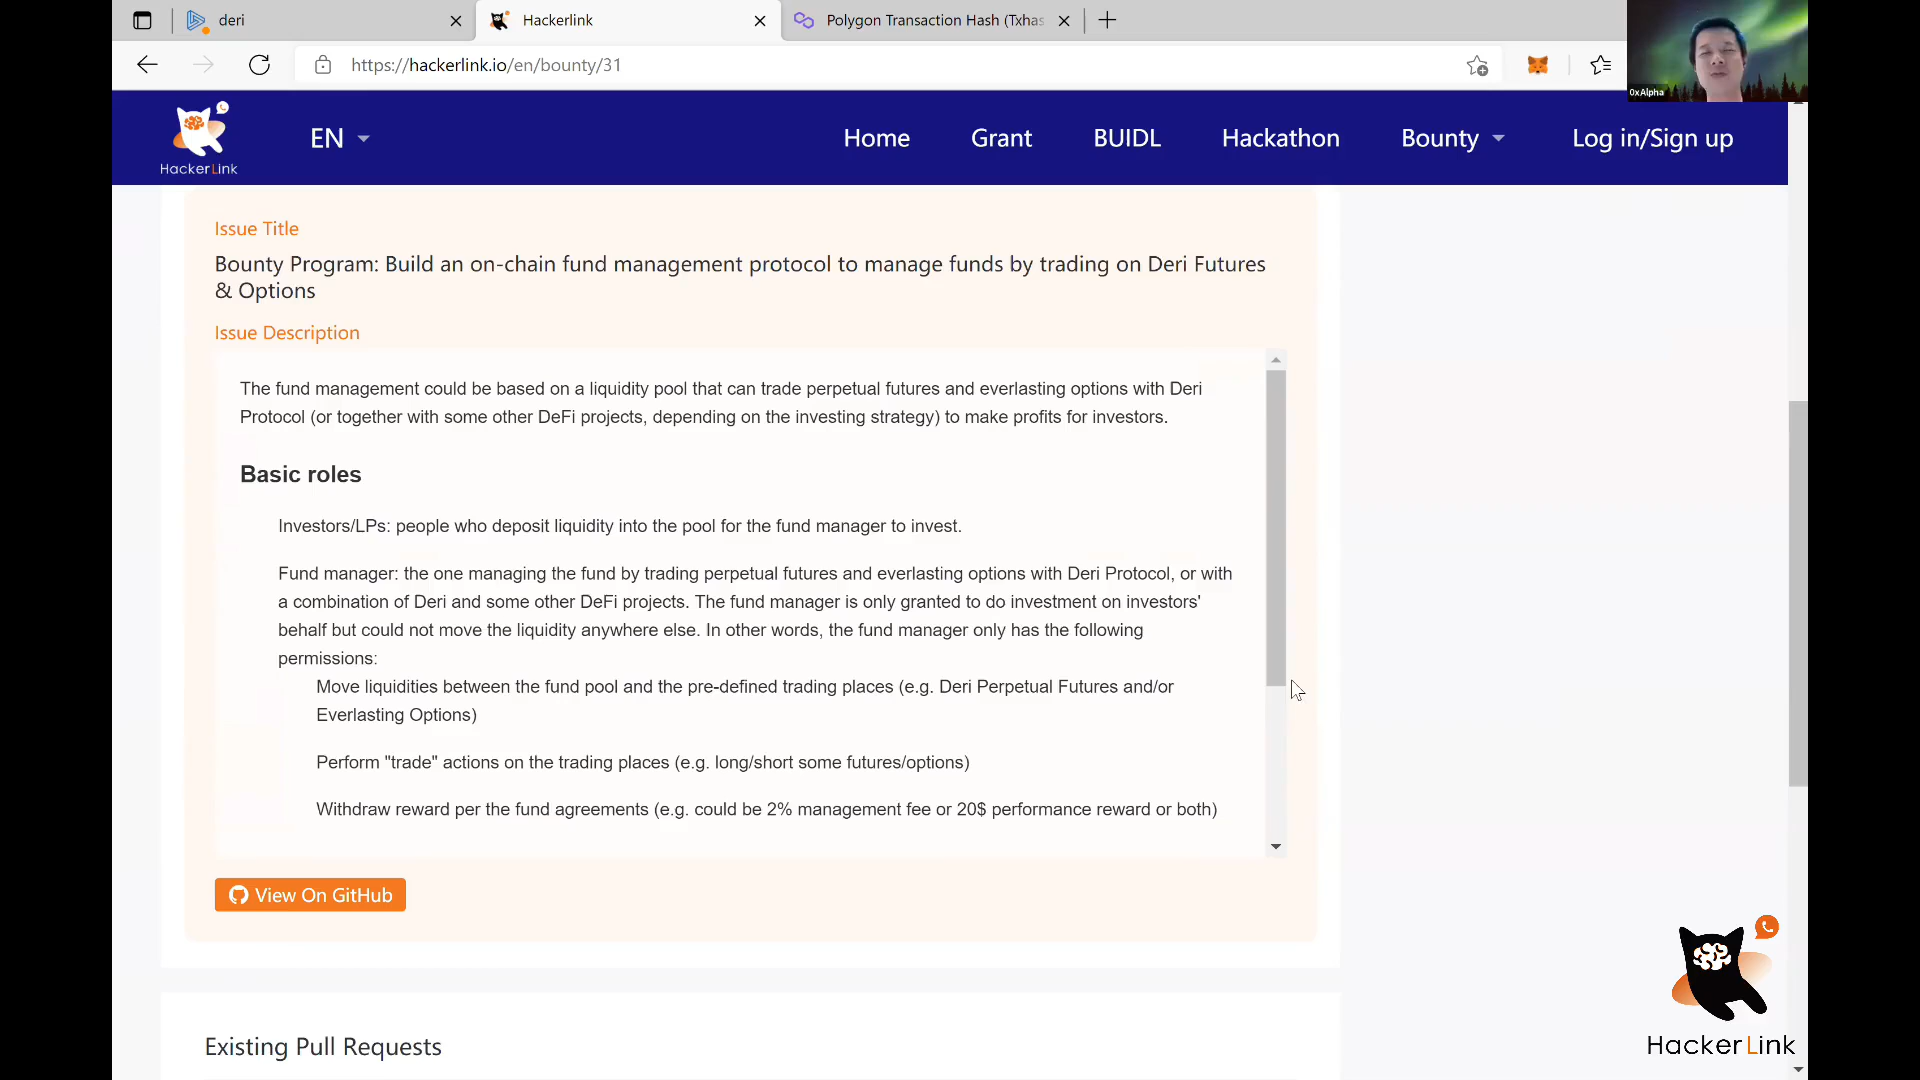 deri
Hackerlink
Polygon Transaction Hash (Txhas
https://hackerlink.io/en/bounty/31
0xAlpha
HackerLink
EN
Home
Grant
BUIDL
Hackathon
Bounty
Log in/Sign up
Issue Title
Bounty Program: Build an on-chain fund management protocol to manage funds by trading on Deri Futures
& Options
Issue Description
The fund management could be based on a liquidity pool that can trade perpetual futures and everlasting options with Deri
Protocol (or together with some other DeFi projects, depending on the investing strategy) to make profits for investors.
Basic roles
Investors/LPs: people who deposit liquidity into the pool for the fund manager to invest.
Fund manager: the one managing the fund by trading perpetual futures and everlasting options with Deri Protocol, or with
a combination of Deri and some other DeFi projects. The fund manager is only granted to do investment on investors'
behalf but could not move the liquidity anywhere else. In other words, the fund manager only has the following
permissions:
Move liquidities between the fund pool and the pre-defined trading places (e.g. Deri Perpetual Futures and/or
Everlasting Options)
Perform "trade" actions on the trading places (e.g. long/short some futures/options)
Withdraw reward per the fund agreements (e.g. could be 2% management fee or 20$ performance reward or both)
View On GitHub
Existing Pull Requests
HackerLink